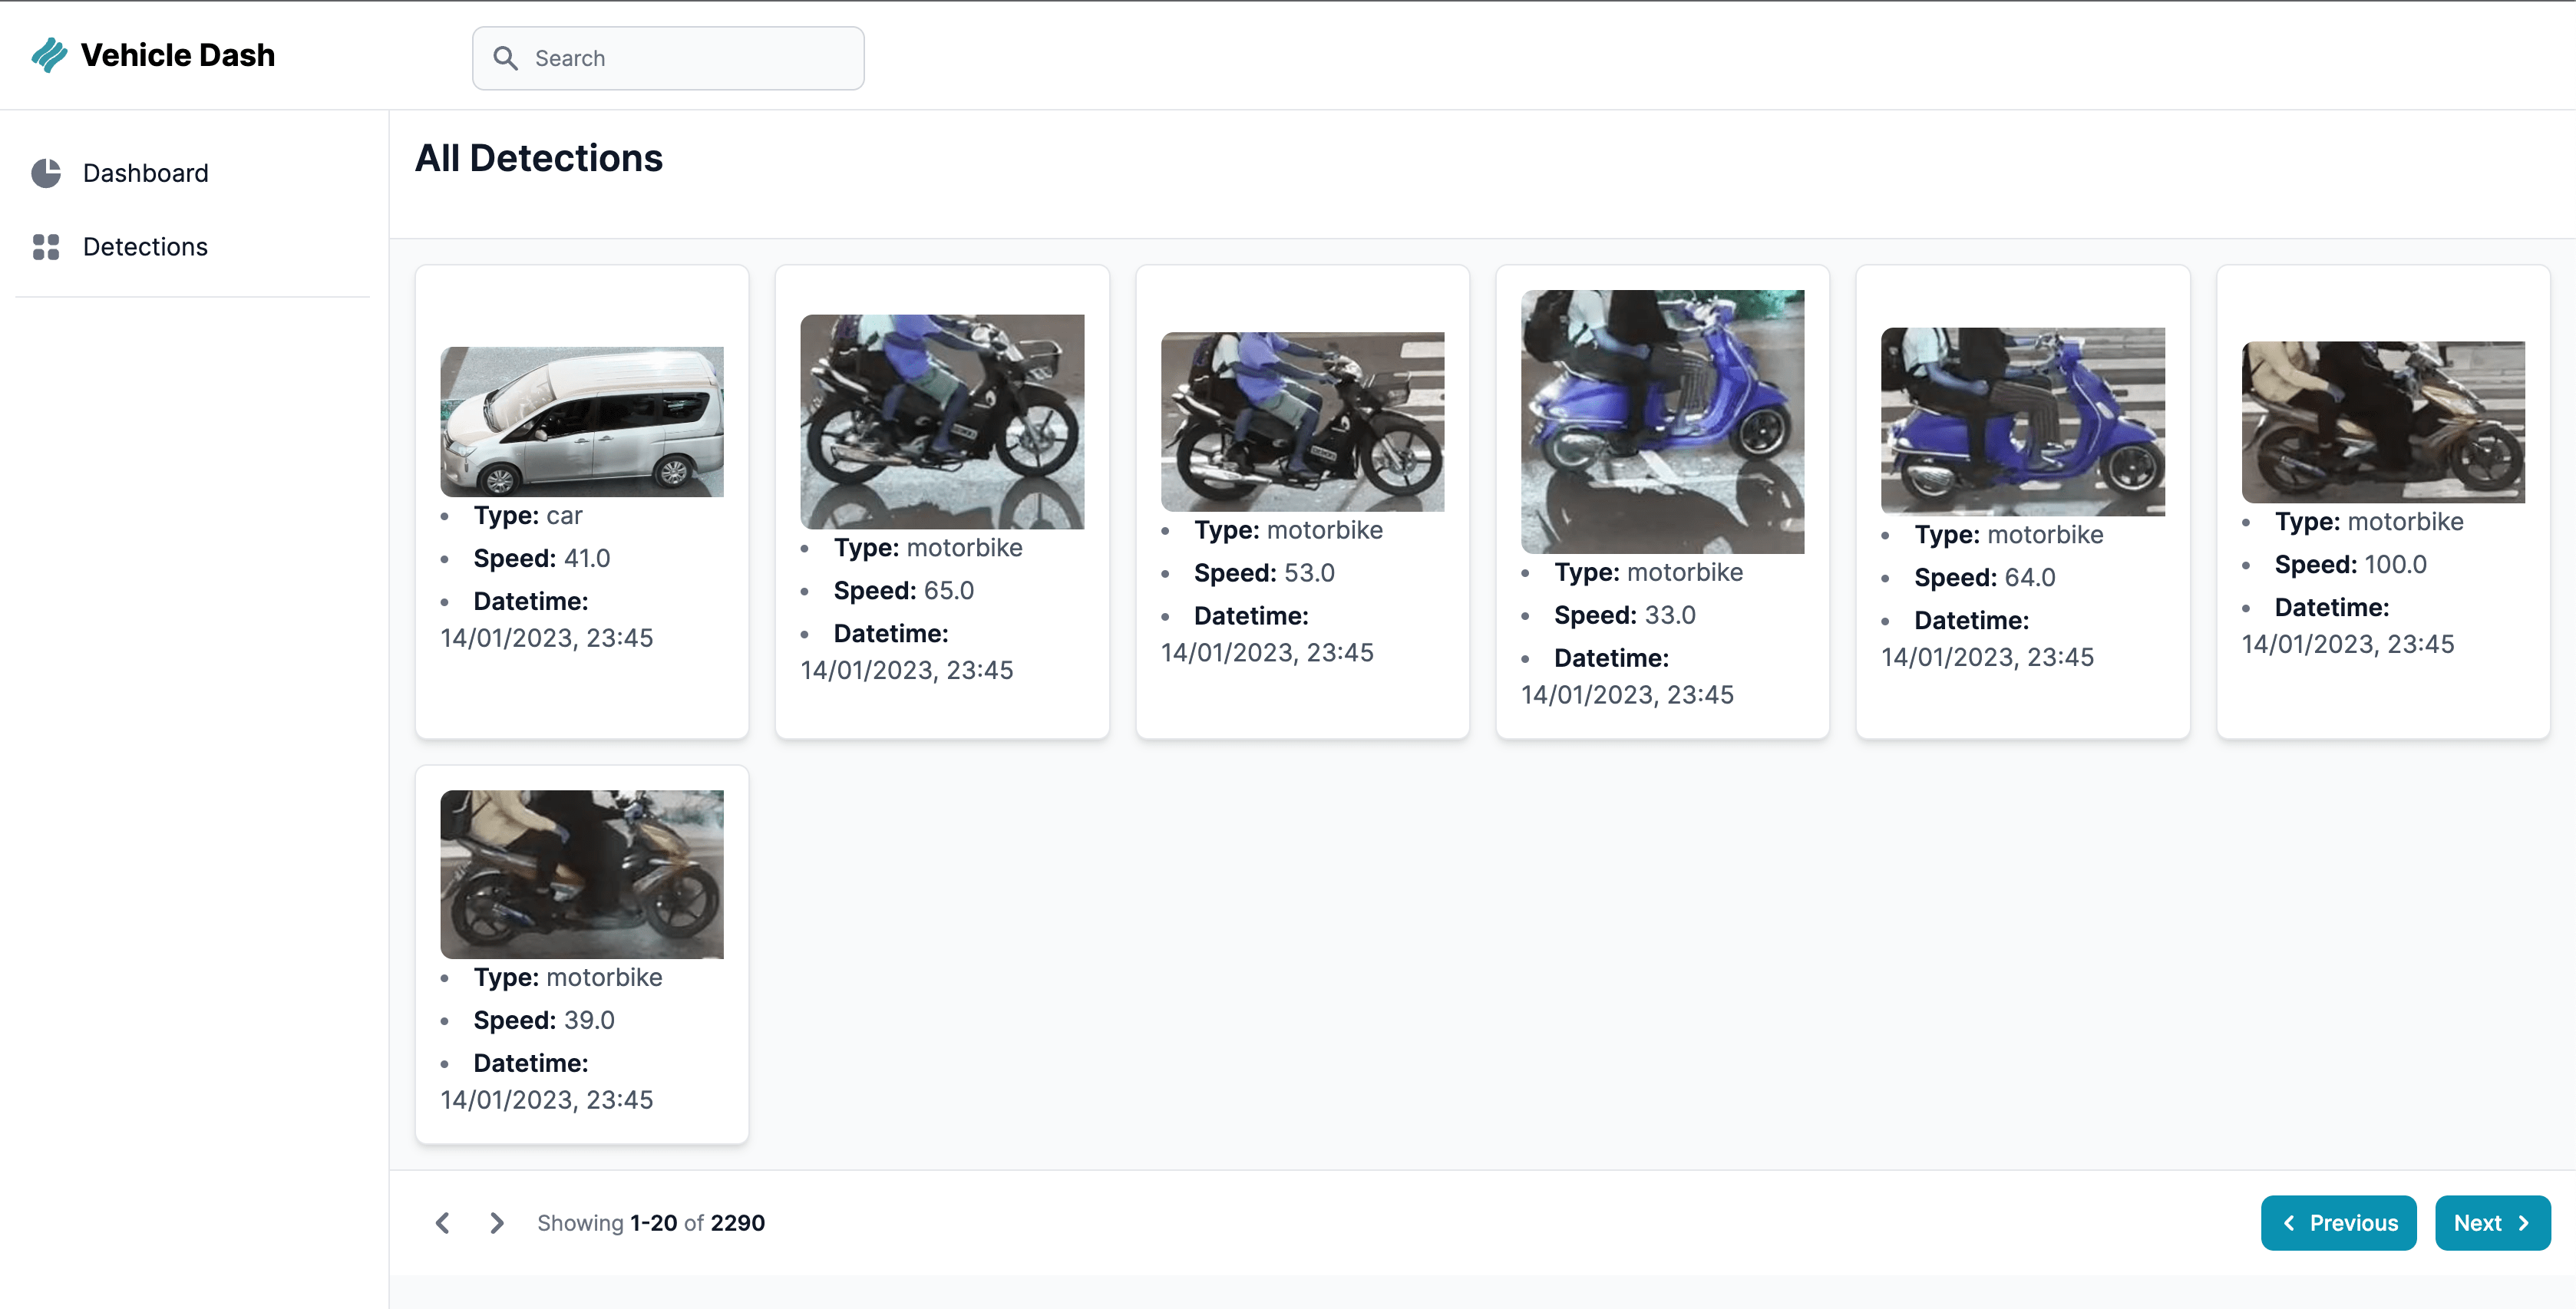 Vehicle Dash
Search
Dashboard
Detections
All Detections
Type: car
Speed: 41.0
Datetime:
14/01/2023, 23:45
Type: motorbike
Speed: 65.0
Datetime:
14/01/2023, 23:45
Type: motorbike
Speed: 53.0
Datetime:
14/01/2023, 23:45
Type: motorbike
Speed: 33.0
Datetime:
14/01/2023, 23:45
Type: motorbike
Speed: 64.0
Datetime:
14/01/2023, 23:45
Type: motorbike
Speed: 100.0
Datetime:
14/01/2023, 23:45
Type: motorbike
Speed: 39.0
Datetime:
14/01/2023, 23:45
Showing 1-20 of 2290
Previous
Next